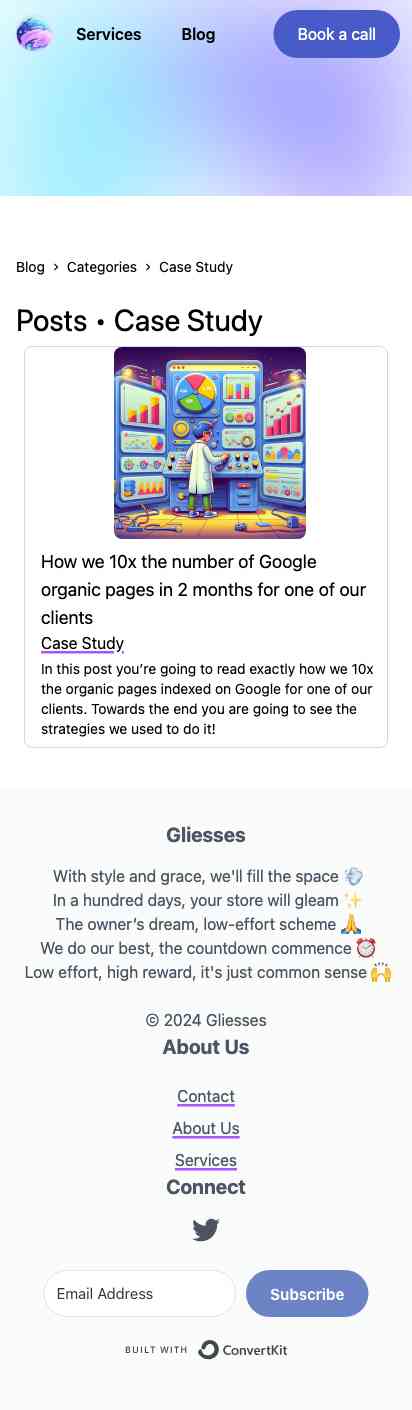 Services Blog Book a call
Blog › Categories › Case Study
Posts • Case Study
How we 10x the number of Google
organic pages in 2 months for one of our
clients
Case Study
In this post you’re going to read exactly how we 10x
the organic pages indexed on Google for one of our
clients. Towards the end you are going to see the
strategies we used to do it!
Gliesses
With style and grace, we'll fill the space 💨
In a hundred days, your store will gleam ✨
The owner’s dream, low-effort scheme 🙏
We do our best, the countdown commence ⏰
Low effort, high reward, it's just common sense 🙌
© 2024 Gliesses
About Us
Contact
About Us
Services
Connect
Email Address Subscribe
BUILT WITH ConvertKit